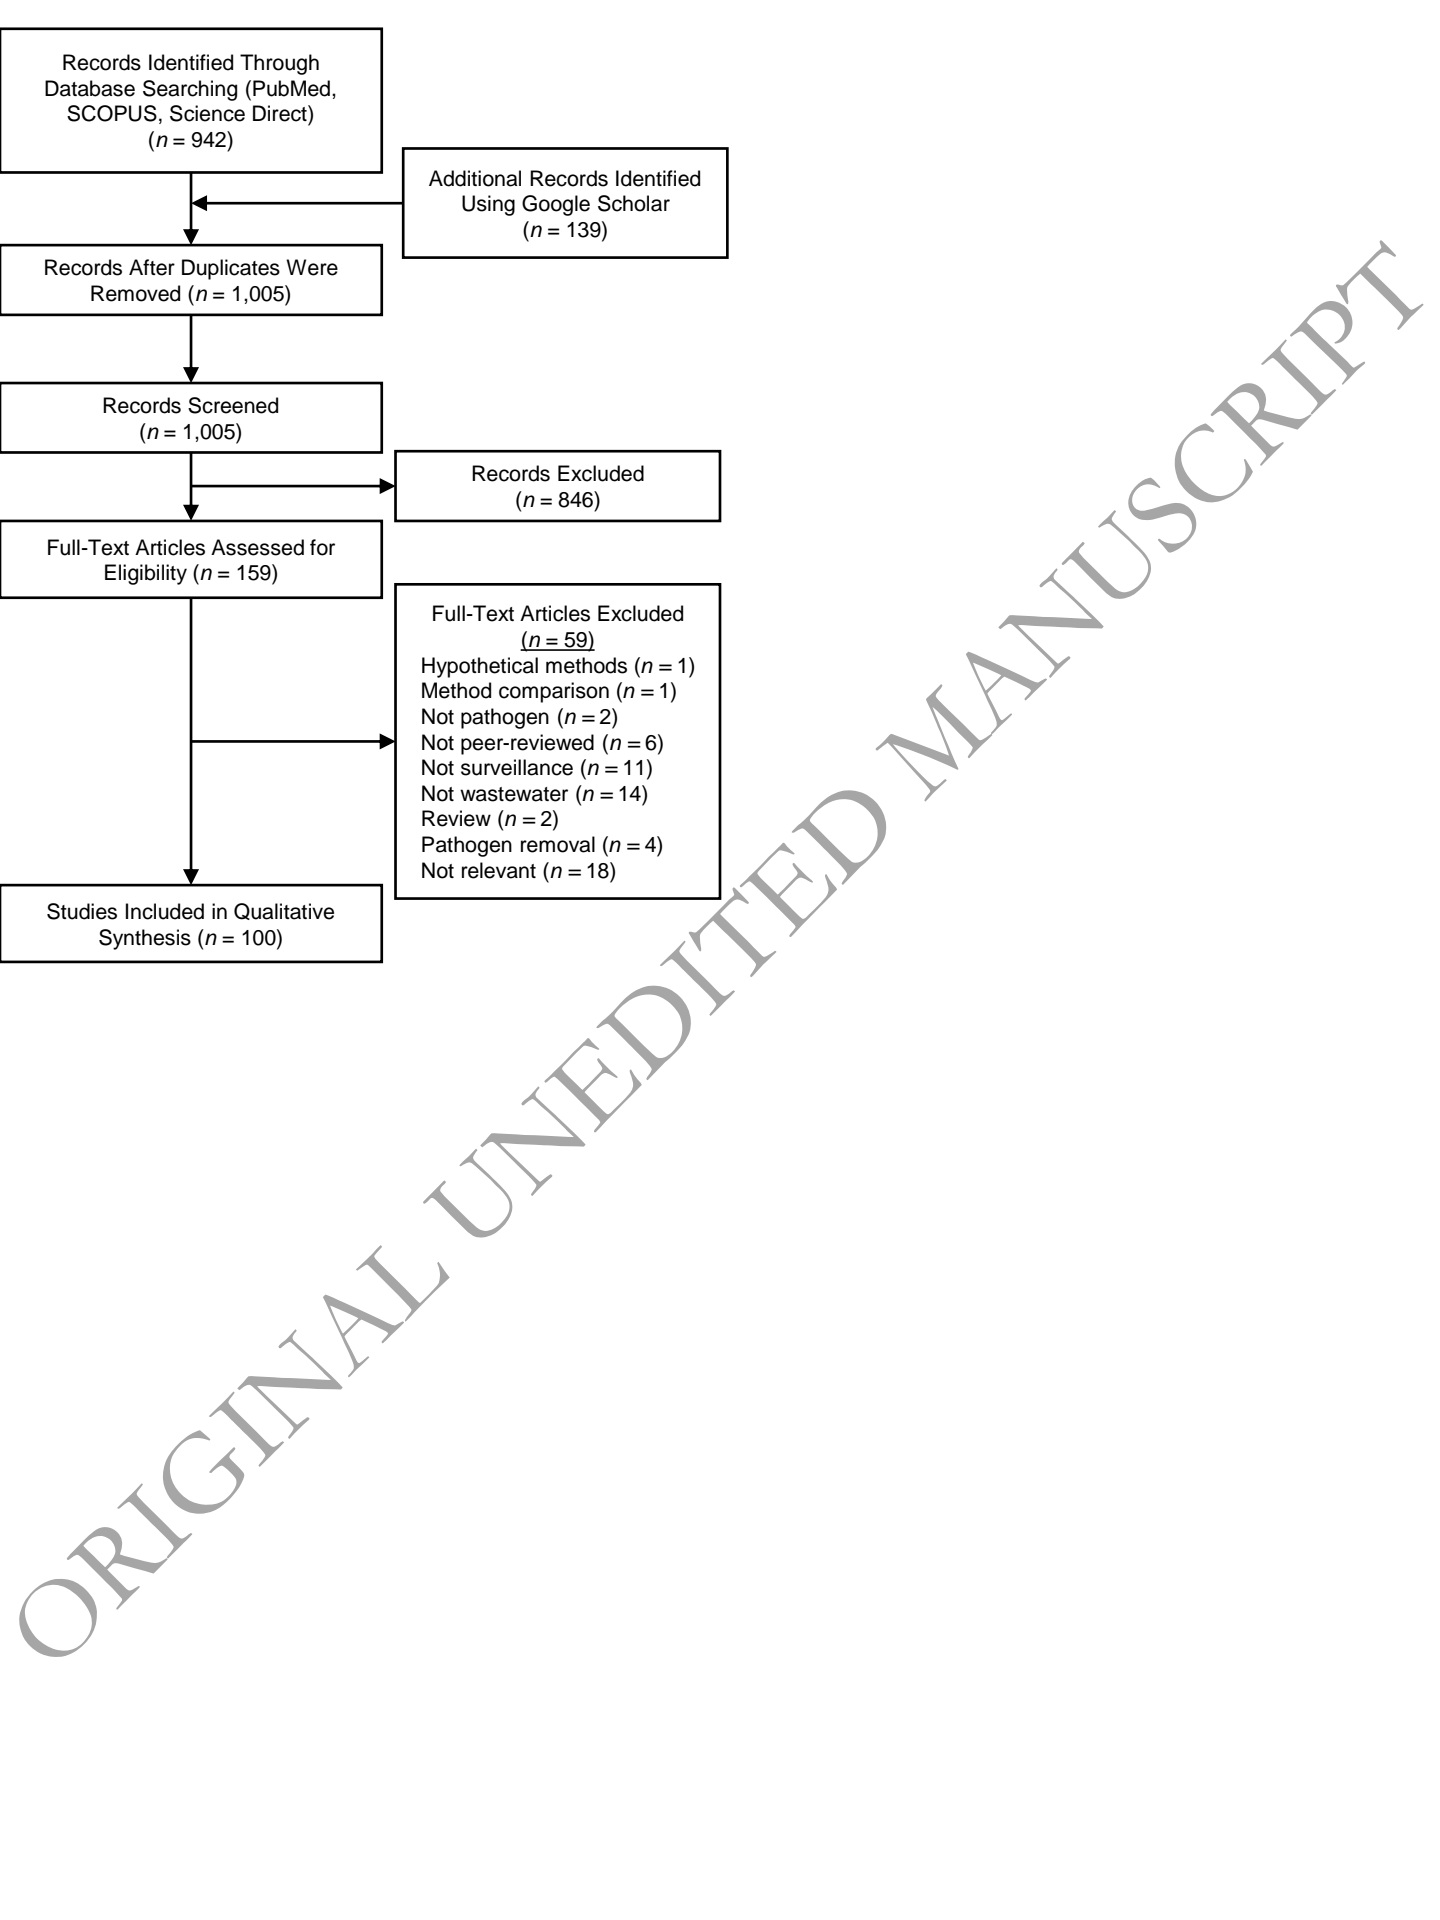 Records Identified Through
Database Searching (PubMed,
SCOPUS, Science Direct)
(n = 942)
Additional Records Identified
Using Google Scholar
(n = 139)
Records After Duplicates Were
Removed (n = 1,005)
Records Screened
(n = 1,005)
Records Excluded
(n = 846)
Full-Text Articles Assessed for
Eligibility (n = 159)
Full-Text Articles Excluded
(n = 59)
Hypothetical methods (n = 1)
Method comparison (n = 1)
Not pathogen (n = 2)
Not peer-reviewed (n = 6)
Not surveillance (n = 11)
Not wastewater (n = 14)
Review (n = 2)
Pathogen removal (n = 4)
Not relevant (n = 18)
Studies Included in Qualitative
Synthesis (n = 100)
ORIGINAL UNEDITED MANUSCRIPT